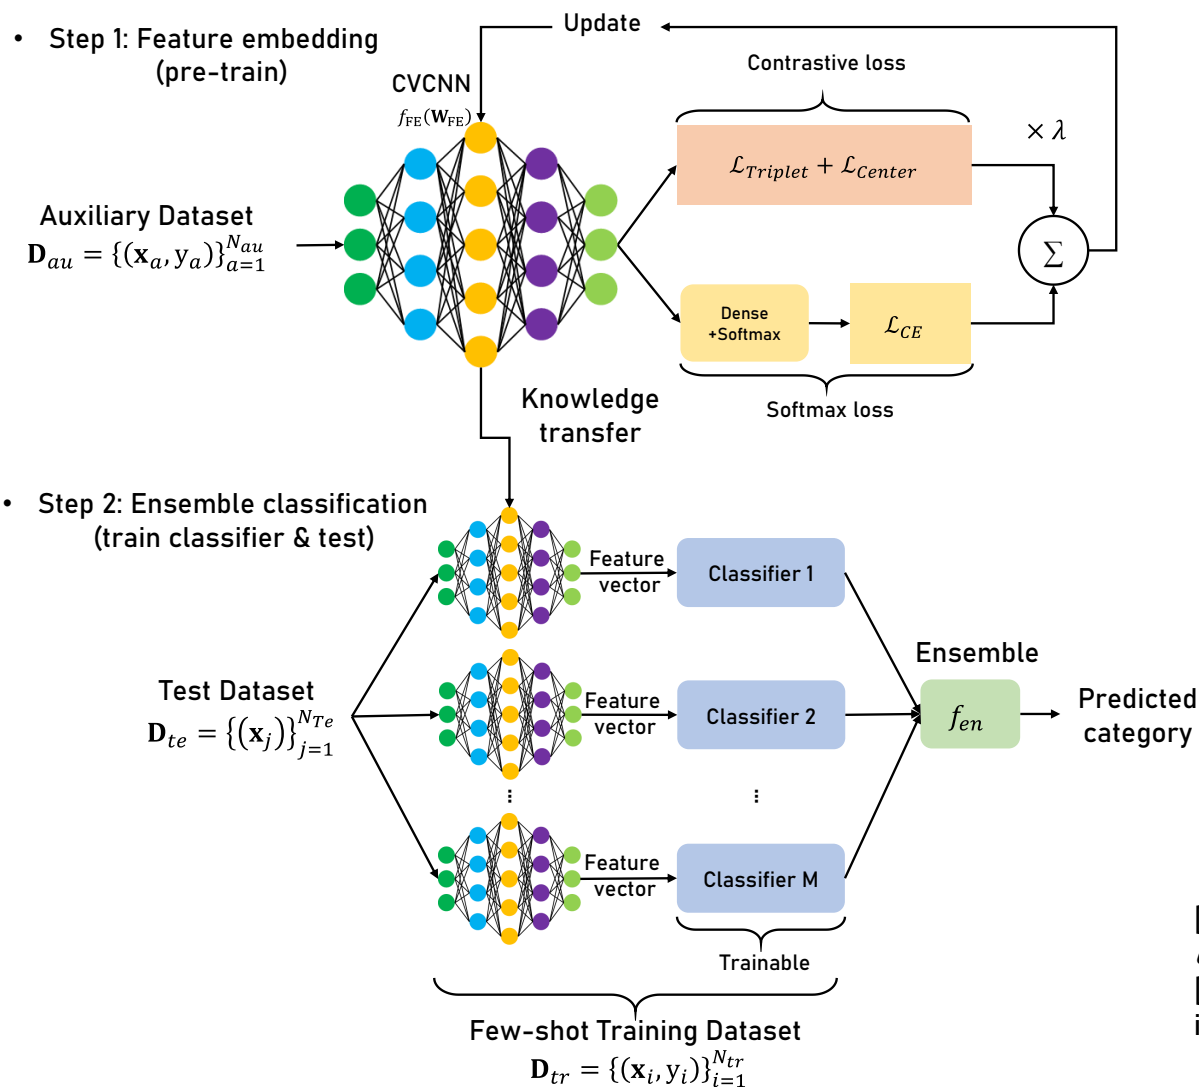 • Step 1: Feature embedding
(pre-train)
Update
CVCNN
f_FE(W_FE)
Contrastive loss
ℒ_Triplet + ℒ_Center
× λ
Auxiliary Dataset
D_au = {(x_a, y_a)}_{a=1}^{N_au}
∑
Dense
+Softmax
ℒ_CE
Softmax loss
Knowledge
transfer
• Step 2: Ensemble classification
(train classifier & test)
Feature
vector
Classifier 1
Ensemble
Test Dataset
D_te = {(x_j)}_{j=1}^{N_Te}
Feature
vector
Classifier 2
f_en
Predicted
category
⋮
⋮
Feature
vector
Classifier M
Trainable
Few-shot Training Dataset
D_tr = {(x_i, y_i)}_{i=1}^{N_tr}